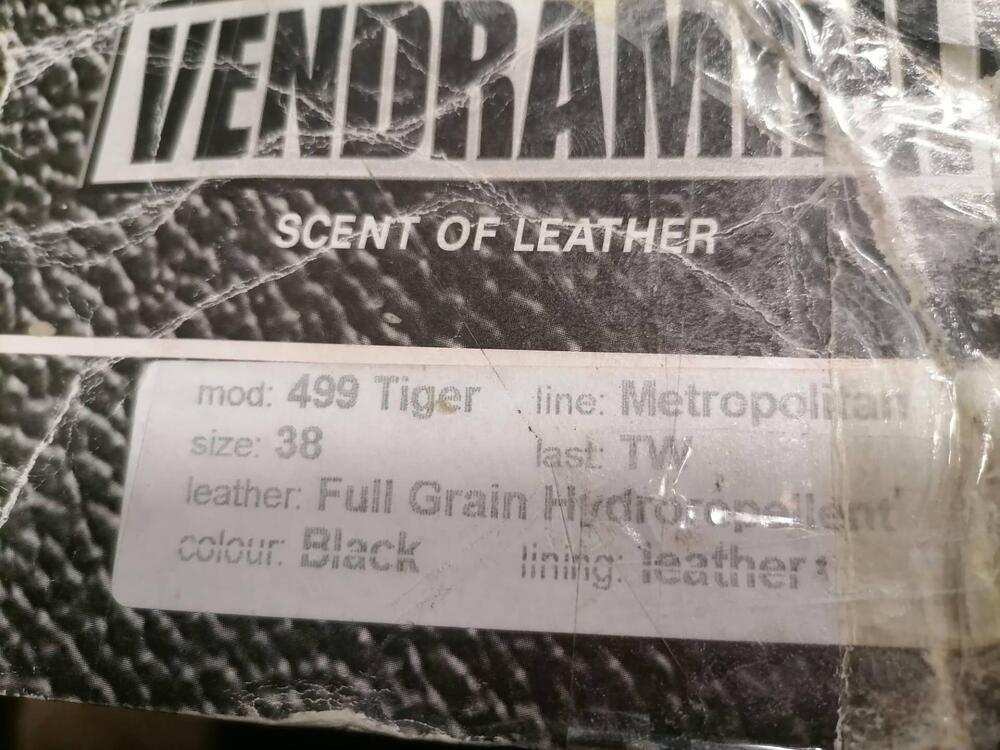 VENDRAMINI
SCENT OF LEATHER
mod: 499 Tiger line: Metropolitan
size: 38 last: TW
leather: Full Grain Hydrorepellent
colour: Black lining: leather